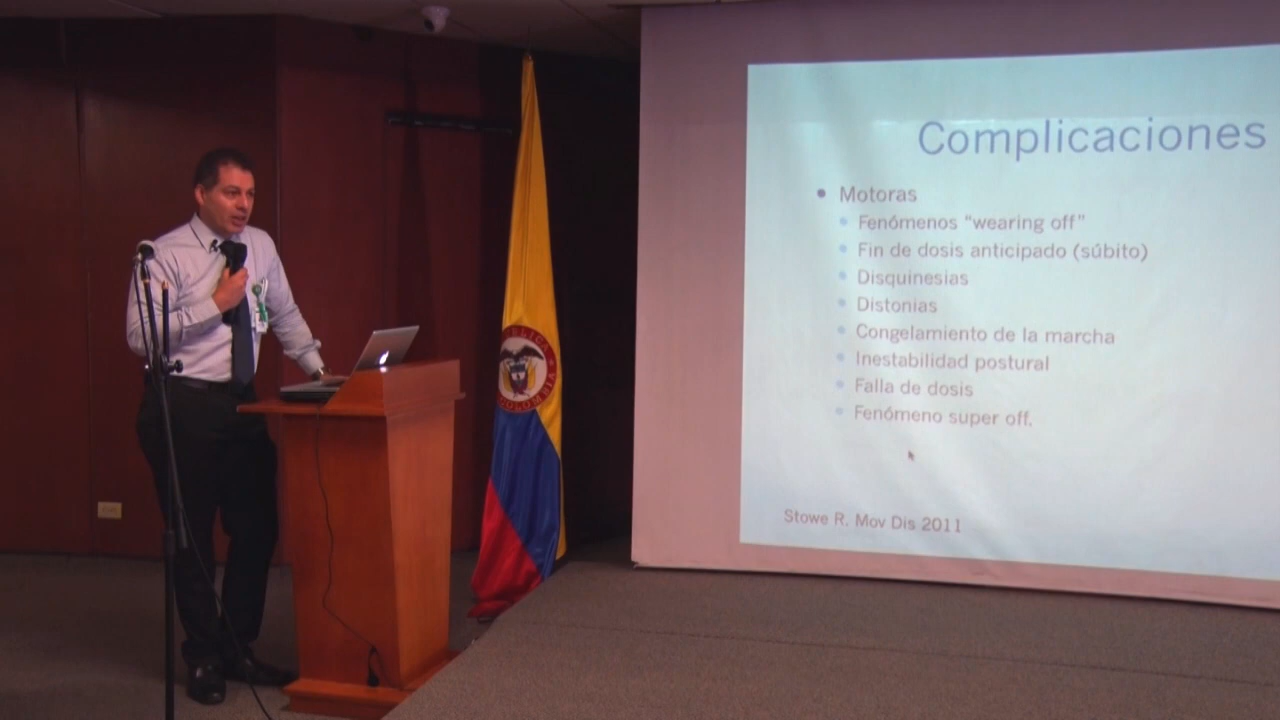 Complicaciones
Motoras
Fenómenos “wearing off”
Fin de dosis anticipado (súbito)
Disquinesias
Distonias
Congelamiento de la marcha
Inestabilidad postural
Falla de dosis
Fenómeno super off.
Stowe R. Mov Dis 2011
COLOMBIA